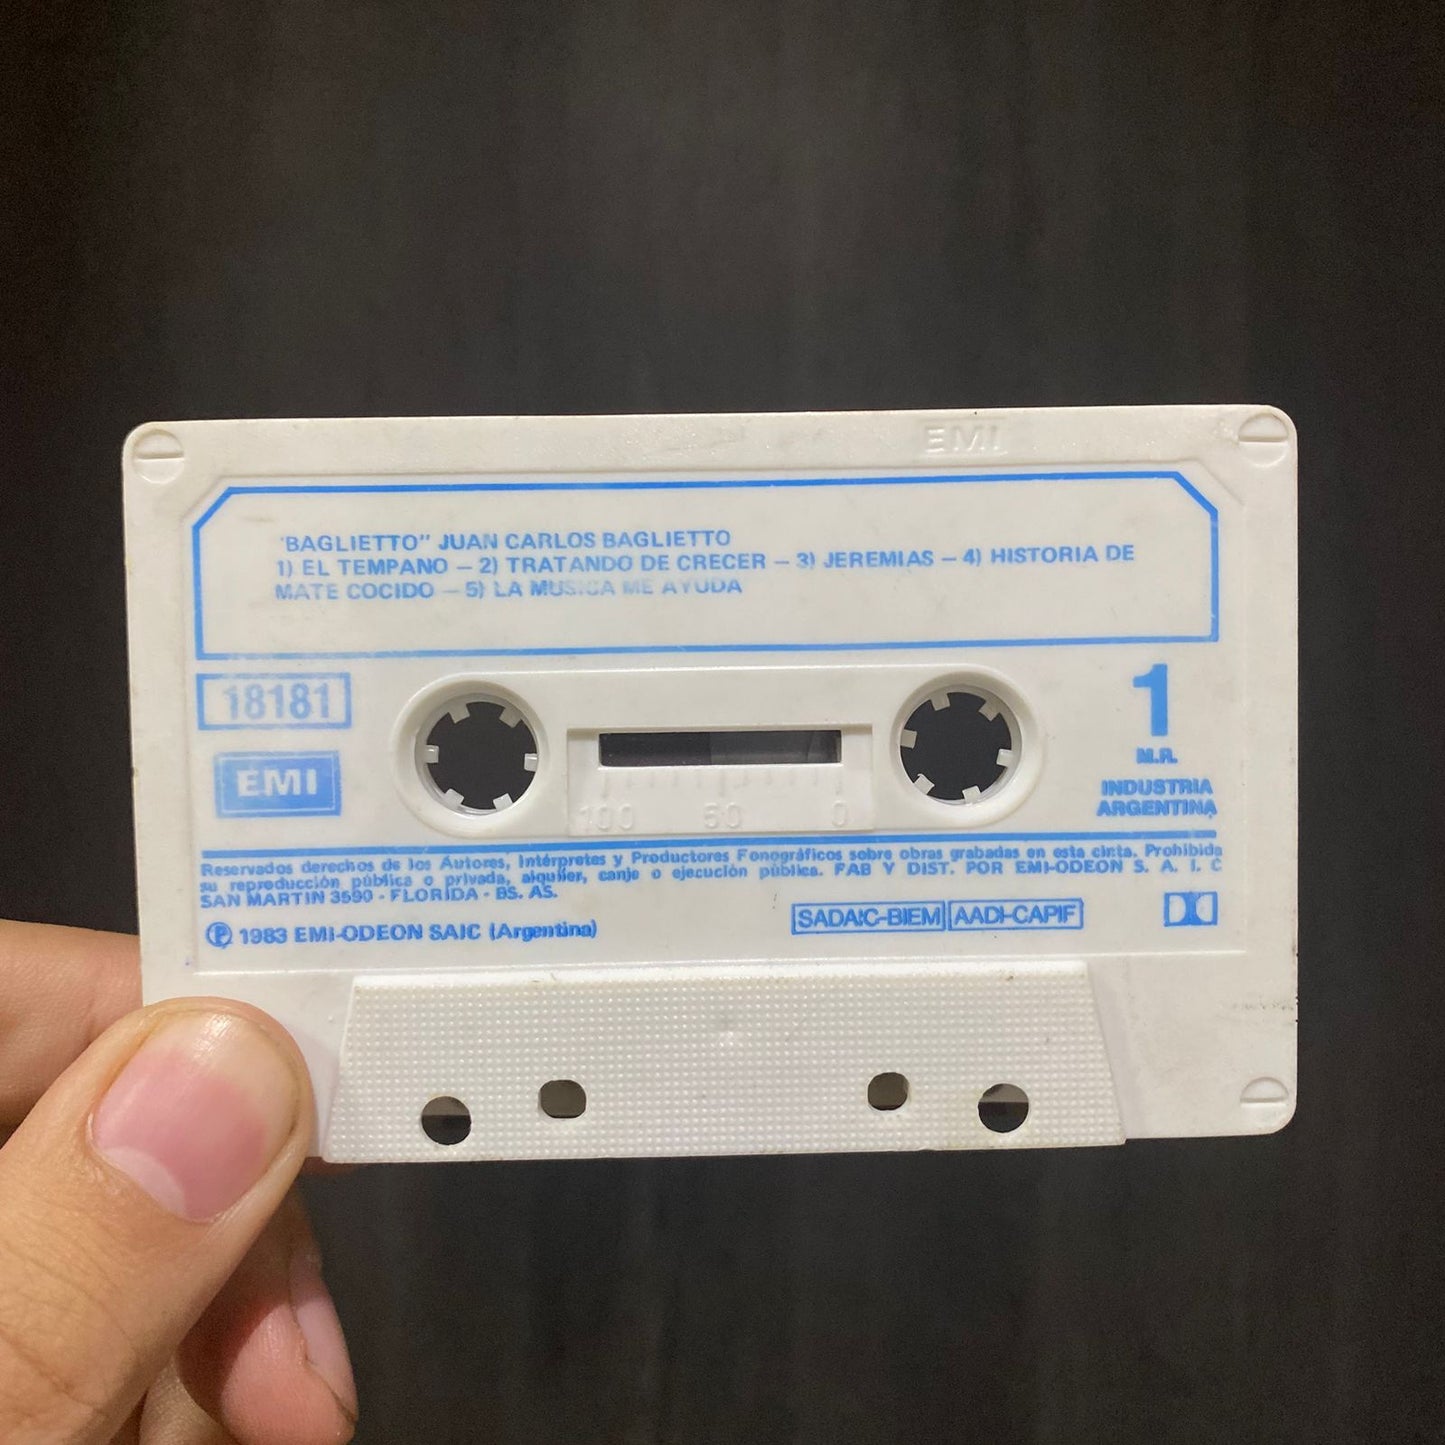 EMI
'BAGLIETTO" JUAN CARLOS BAGLIETTO
1) EL TEMPANO – 2) TRATANDO DE CRECER – 3) JEREMIAS – 4) HISTORIA DE
MATE COCIDO – 5) LA MUSICA ME AYUDA
18181
EMI
1
M.R.
INDUSTRIA
ARGENTINA
100 50 0
Reservados derechos de los Autores, Intérpretes y Productores Fonográficos sobre obras grabadas en esta cinta. Prohibida
su reproducción pública o privada, alquiler, canje o ejecución pública. FAB Y DIST. POR EMI-ODEON S. A. I. C
SAN MARTIN 3590 - FLORIDA - BS. AS.
Ⓟ 1983 EMI-ODEON SAIC (Argentina)
SADAIC-BIEM AADI-CAPIF